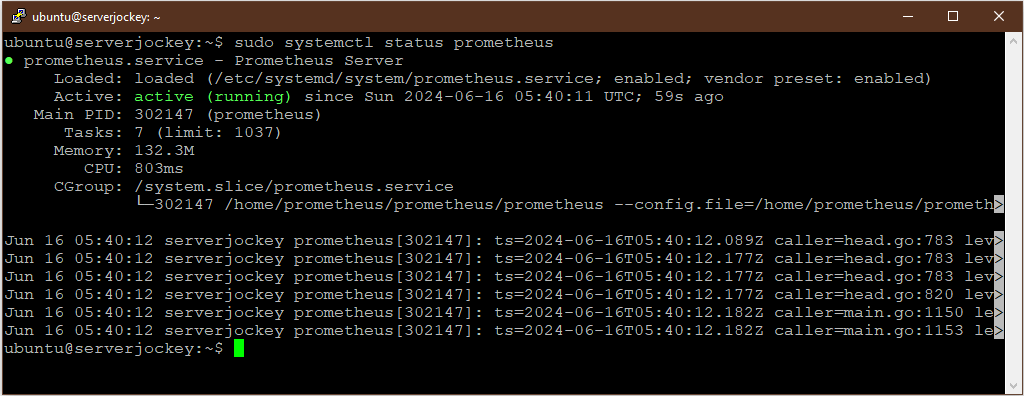 ubuntu@serverjockey: ~
ubuntu@serverjockey:~$ sudo systemctl status prometheus
● prometheus.service - Prometheus Server
     Loaded: loaded (/etc/systemd/system/prometheus.service; enabled; vendor preset: enabled)
     Active: active (running) since Sun 2024-06-16 05:40:11 UTC; 59s ago
   Main PID: 302147 (prometheus)
      Tasks: 7 (limit: 1037)
     Memory: 132.3M
        CPU: 803ms
     CGroup: /system.slice/prometheus.service
             └─302147 /home/prometheus/prometheus/prometheus --config.file=/home/prometheus/prometh>
Jun 16 05:40:12 serverjockey prometheus[302147]: ts=2024-06-16T05:40:12.089Z caller=head.go:783 lev>
Jun 16 05:40:12 serverjockey prometheus[302147]: ts=2024-06-16T05:40:12.177Z caller=head.go:783 lev>
Jun 16 05:40:12 serverjockey prometheus[302147]: ts=2024-06-16T05:40:12.177Z caller=head.go:783 lev>
Jun 16 05:40:12 serverjockey prometheus[302147]: ts=2024-06-16T05:40:12.177Z caller=head.go:820 lev>
Jun 16 05:40:12 serverjockey prometheus[302147]: ts=2024-06-16T05:40:12.182Z caller=main.go:1150 le>
Jun 16 05:40:12 serverjockey prometheus[302147]: ts=2024-06-16T05:40:12.182Z caller=main.go:1153 le>
ubuntu@serverjockey:~$